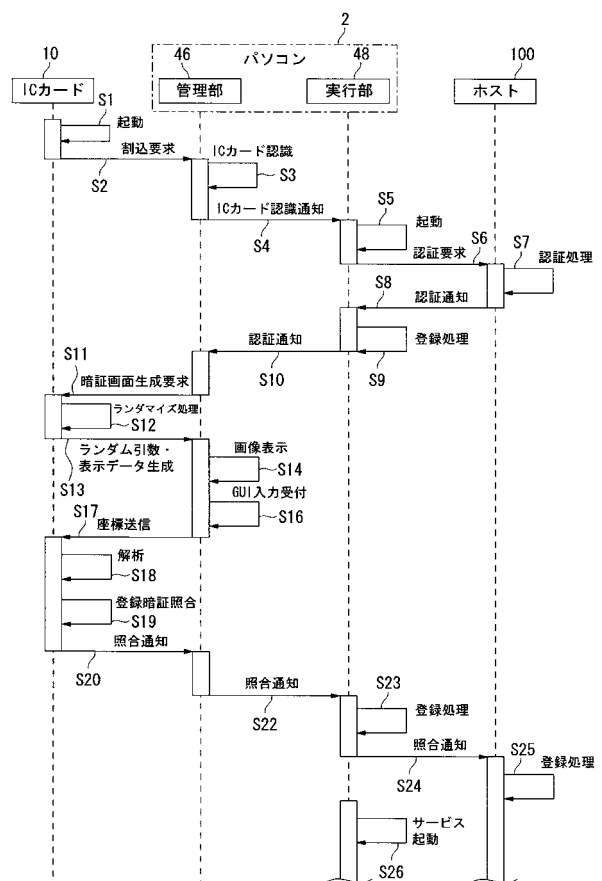 2
パソコン
10
46
48
100
ICカード
管理部
実行部
ホスト
S1
起動
割込要求
S2
ICカード認識
S3
ICカード認識通知
S4
S5
起動
認証要求
S6
S7
認証処理
S8
認証通知
認証通知
登録処理
S10
S9
S11
暗証画面生成要求
ランダマイズ処理
S12
ランダム引数・
表示データ生成
S13
画像表示
S14
GUI入力受付
S16
S17
座標送信
解析
S18
登録暗証照合
S19
照合通知
S20
照合通知
S22
S23
登録処理
照合通知
S24
S25
登録処理
サービス
起動
S26